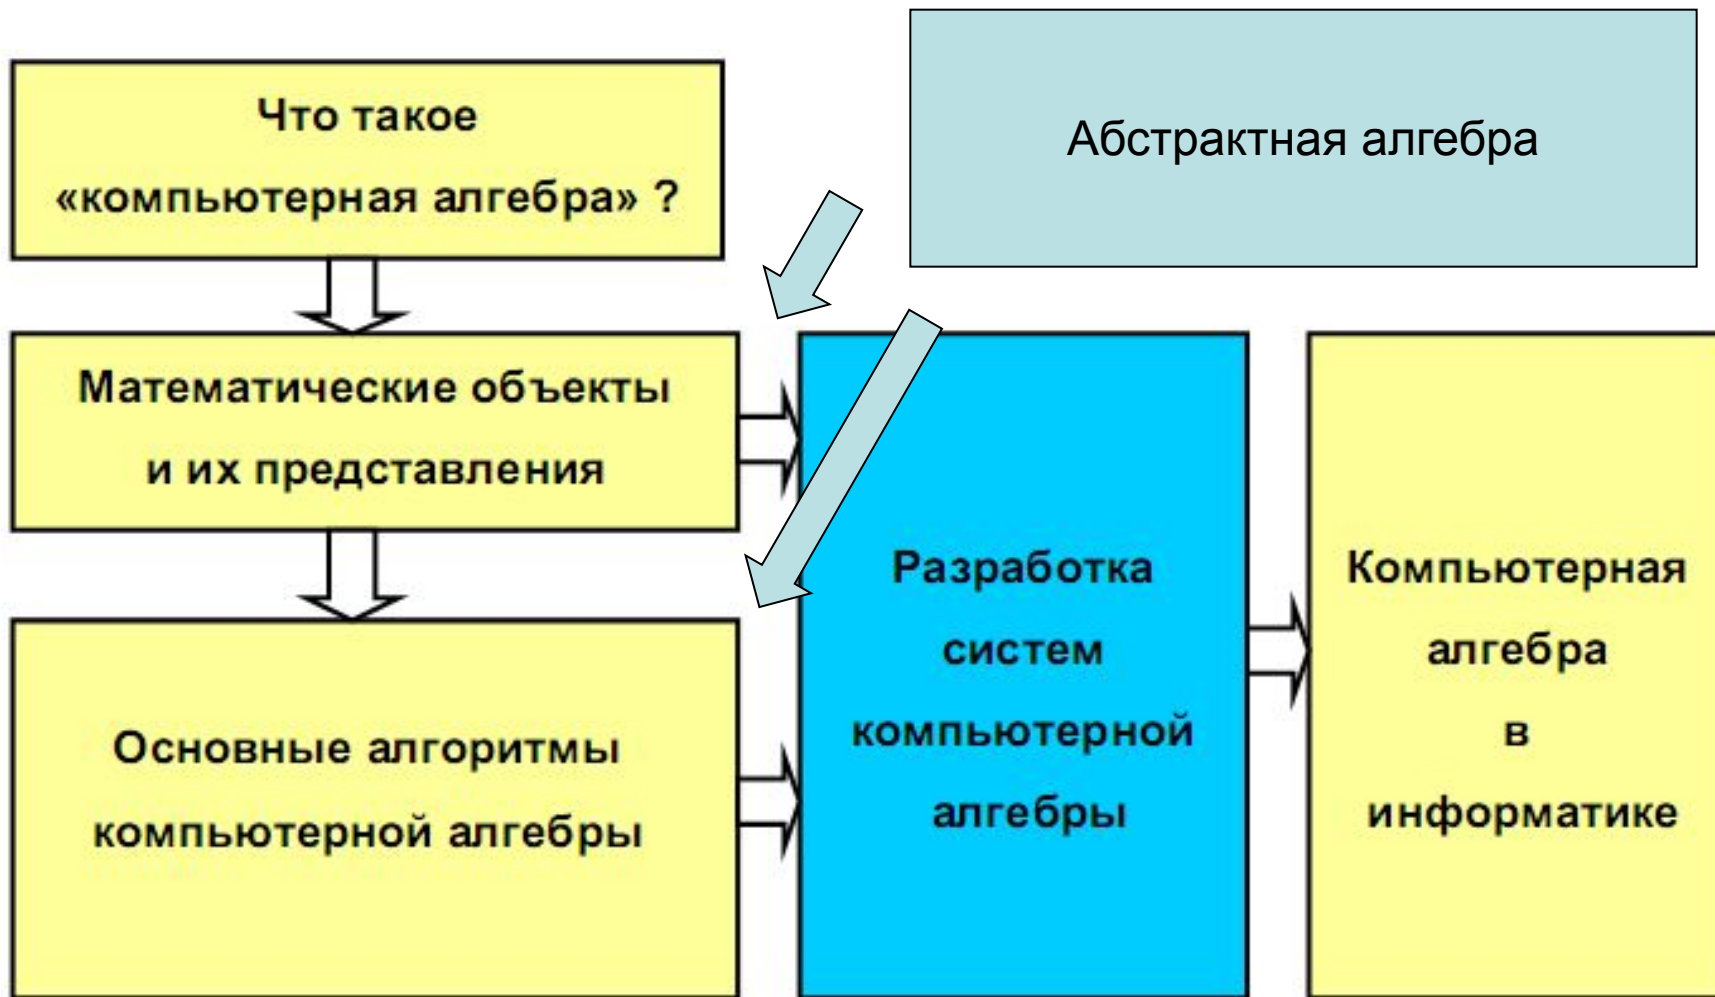 Что такое
«компьютерная алгебра» ?
Абстрактная алгебра
Математические объекты
и их представления
Основные алгоритмы
компьютерной алгебры
Разработка
систем
компьютерной
алгебры
Компьютерная
алгебра
в
информатике